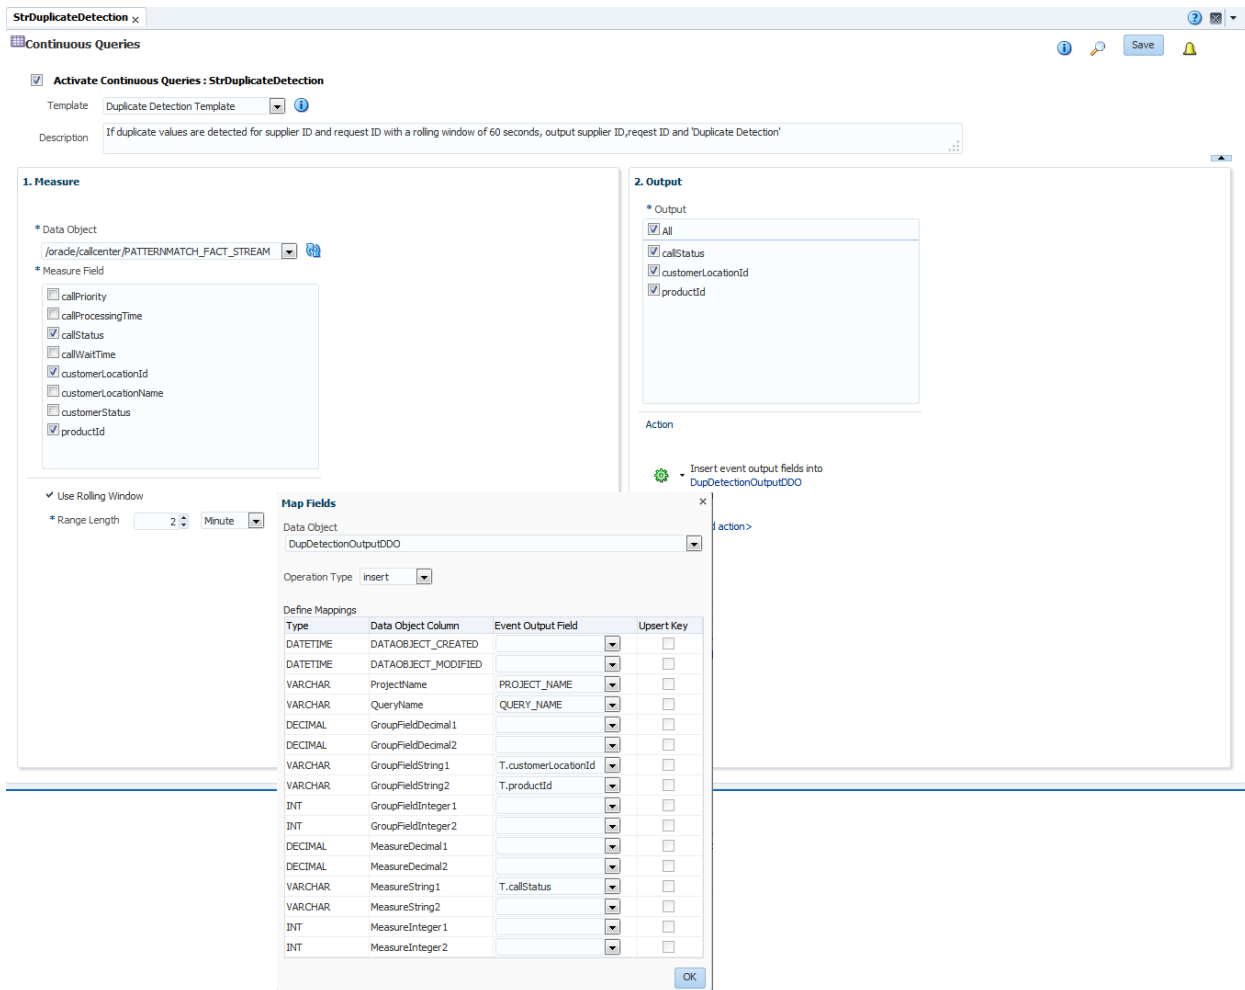 StrDuplicateDetection
Continuous Queries
Save
Activate Continuous Queries : StrDuplicateDetection
Template Duplicate Detection Template
Description If duplicate values are detected for supplier ID and request ID with a rolling window of 60 seconds, output supplier ID,reqest ID and 'Duplicate Detection'
1. Measure
* Data Object
/oracle/callcenter/PATTERNMATCH_FACT_STREAM
* Measure Field
callPriority
callProcessingTime
callStatus
callWaitTime
customerLocationId
customerLocationName
customerStatus
productId
Use Rolling Window
* Range Length 2 Minute
2. Output
* Output
All
callStatus
customerLocationId
productId
Action
Insert event output fields into
DupDetectionOutputDDO
action>
Map Fields
Data Object
DupDetectionOutputDDO
Operation Type insert
Define Mappings
Type Data Object Column Event Output Field Upsert Key
DATETIME DATAOBJECT_CREATED
DATETIME DATAOBJECT_MODIFIED
VARCHAR ProjectName PROJECT_NAME
VARCHAR QueryName QUERY_NAME
DECIMAL GroupFieldDecimal1
DECIMAL GroupFieldDecimal2
VARCHAR GroupFieldString1 T.customerLocationId
VARCHAR GroupFieldString2 T.productId
INT GroupFieldInteger1
INT GroupFieldInteger2
DECIMAL MeasureDecimal1
DECIMAL MeasureDecimal2
VARCHAR MeasureString1 T.callStatus
VARCHAR MeasureString2
INT MeasureInteger1
INT MeasureInteger2
OK